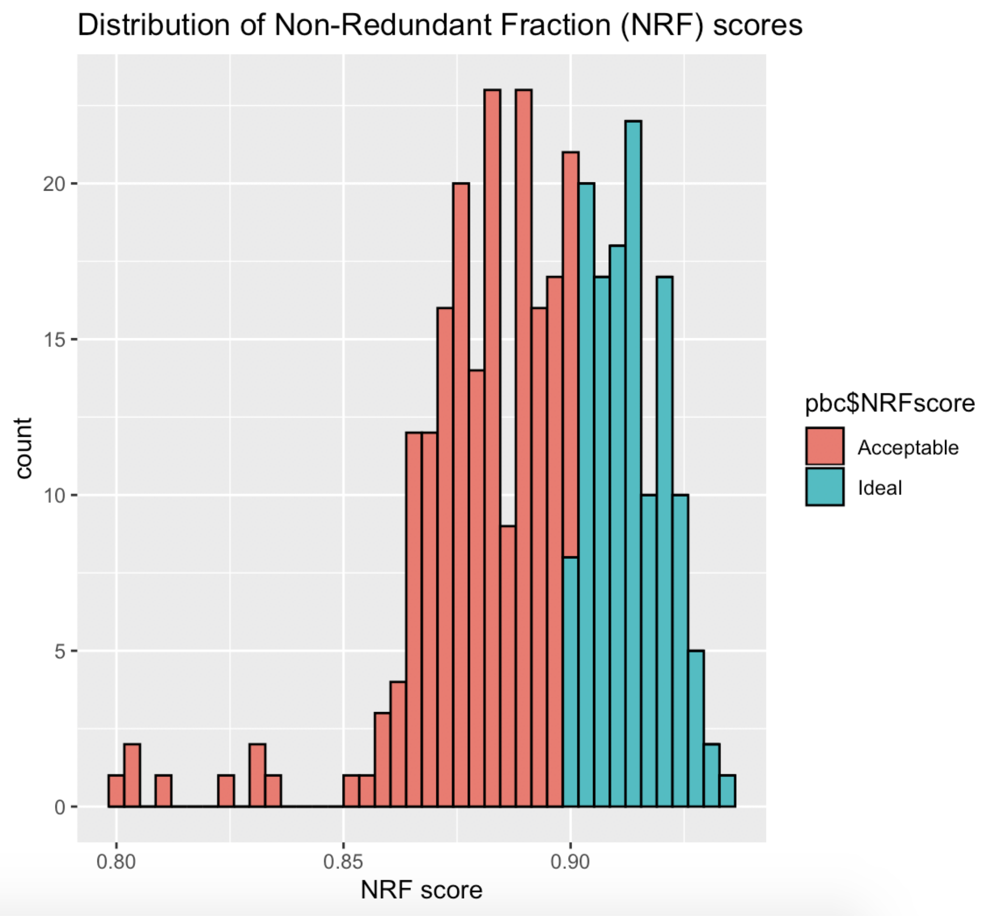 Distribution of Non-Redundant Fraction (NRF) scores
count
20
15
10
5
0
0.80
0.85
0.90
NRF score
pbc$NRFscore
Acceptable
Ideal